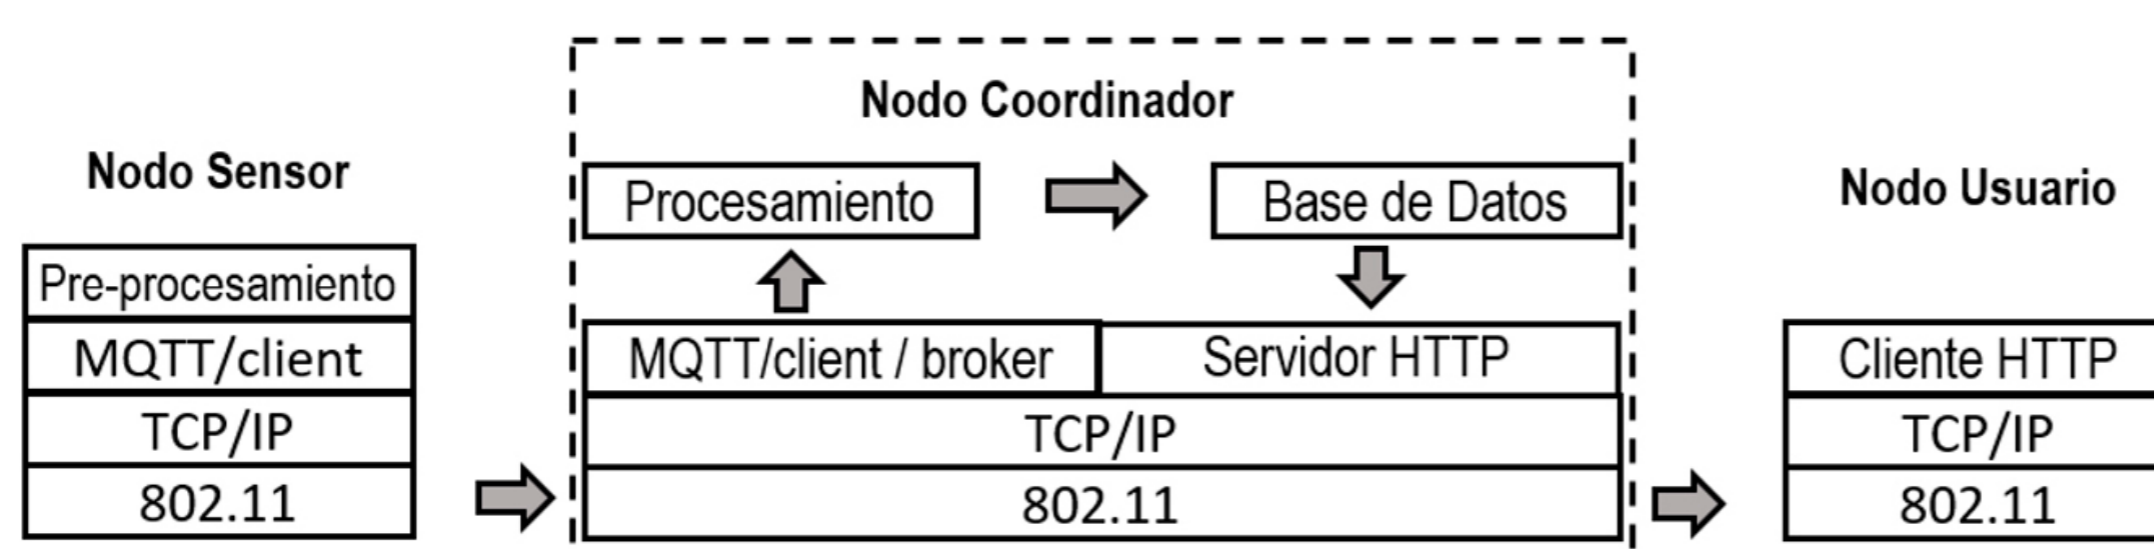 Nodo Coordinador
Nodo Sensor
Nodo Usuario
Procesamiento
Base de Datos
Pre-procesamiento
MQTT/client
MQTT/client / broker
Servidor HTTP
Cliente HTTP
TCP/IP
TCP/IP
TCP/IP
802.11
802.11
802.11